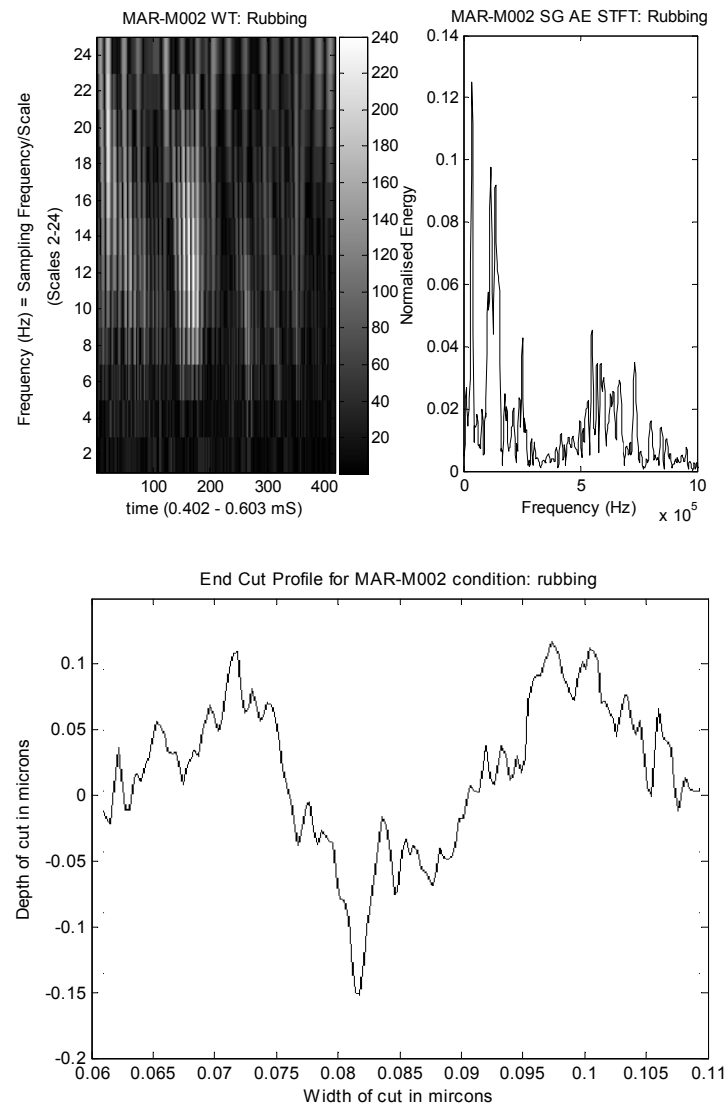 MAR-M002 WT: Rubbing
Frequency (Hz) = Sampling Frequency/Scale
(Scales 2-24)
24
22
20
18
16
14
12
10
8
6
4
2
100 200 300 400
time (0.402 - 0.603 mS)
240
220
200
180
160
140
120
100
80
60
40
20
MAR-M002 SG AE STFT: Rubbing
Normalised Energy
0.14
0.12
0.1
0.08
0.06
0.04
0.02
0
0 5 10
Frequency (Hz)
x 10⁵
End Cut Profile for MAR-M002 condition: rubbing
Depth of cut in microns
0.1
0.05
0
-0.05
-0.1
-0.15
-0.2
0.06 0.065 0.07 0.075 0.08 0.085 0.09 0.095 0.1 0.105 0.11
Width of cut in mircons